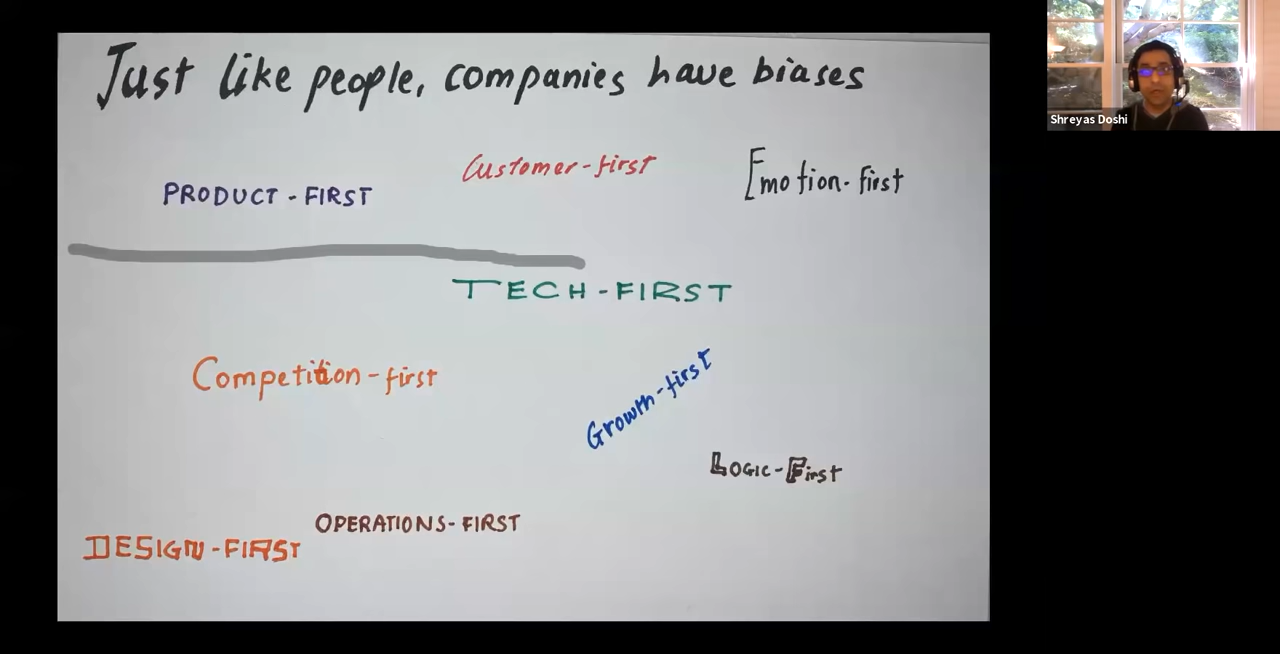 Just like people, companies have biases
Shreyas Doshi
Customer-first
Emotion-first
PRODUCT-FIRST
TECH-FIRST
Competition-first
Growth-first
LOGIC-First
OPERATIONS-FIRST
DESIGN-FIRST